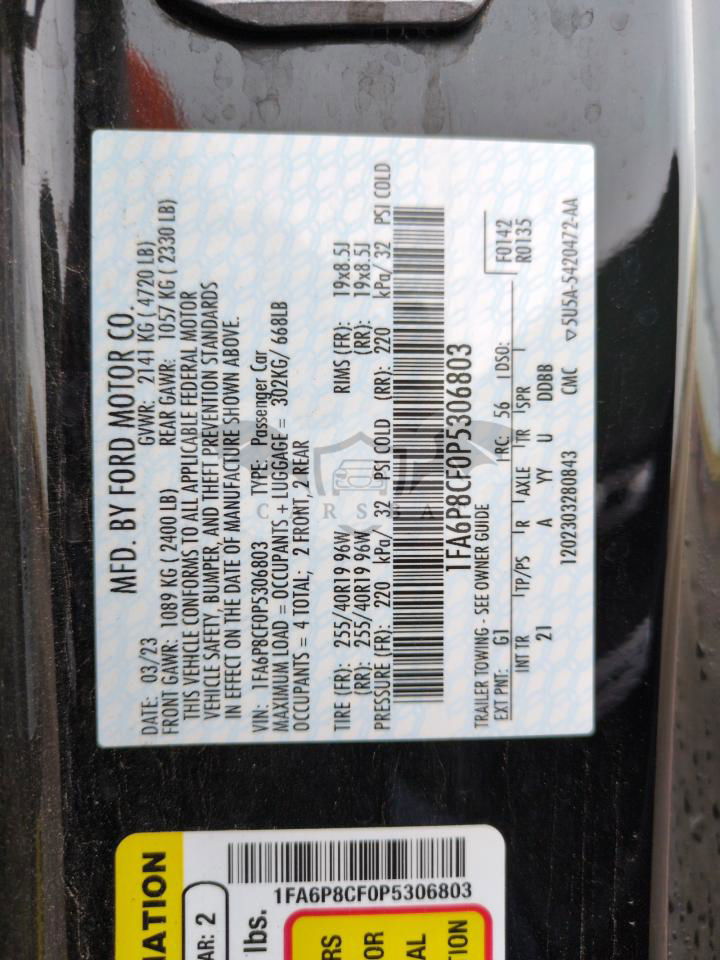 MFD. BY FORD MOTOR CO.
DATE: 03/23 GVWR: 2141 KG ( 4720 LB)
FRONT GAWR: 1089 KG ( 2400 LB) REAR GAWR: 1057 KG ( 2330 LB)
THIS VEHICLE CONFORMS TO ALL APPLICABLE FEDERAL MOTOR
VEHICLE SAFETY, BUMPER, AND THEFT PREVENTION STANDARDS
IN EFFECT ON THE DATE OF MANUFACTURE SHOWN ABOVE.
VIN: 1FA6P8CF0P5306803 TYPE: Passenger Car
MAXIMUM LOAD = OCCUPANTS + LUGGAGE = 302KG/ 668LB
OCCUPANTS = 4 TOTAL; 2 FRONT, 2 REAR
TIRE (FR): 255/40R19 96W RIMS (FR): 19x8.5J
(RR): 255/40R19 96W (RR): 19x8.5J
PRESSURE (FR): 220 kPa/ 32 PSI COLD (RR): 220 kPa/ 32 PSI COLD
1FA6P8CF0P5306803
TRAILER TOWING - SEE OWNER GUIDE
F0142
R0135
EXT PNT: G1 RC: 56 DSO:
INT TR TP/PS R AXLE TR SPR
21 A YY U DDBB
1202303280843 CMC ▽5U5A-5420472-AA
1FA6P8CF0P5306803
AR: 2
lbs.